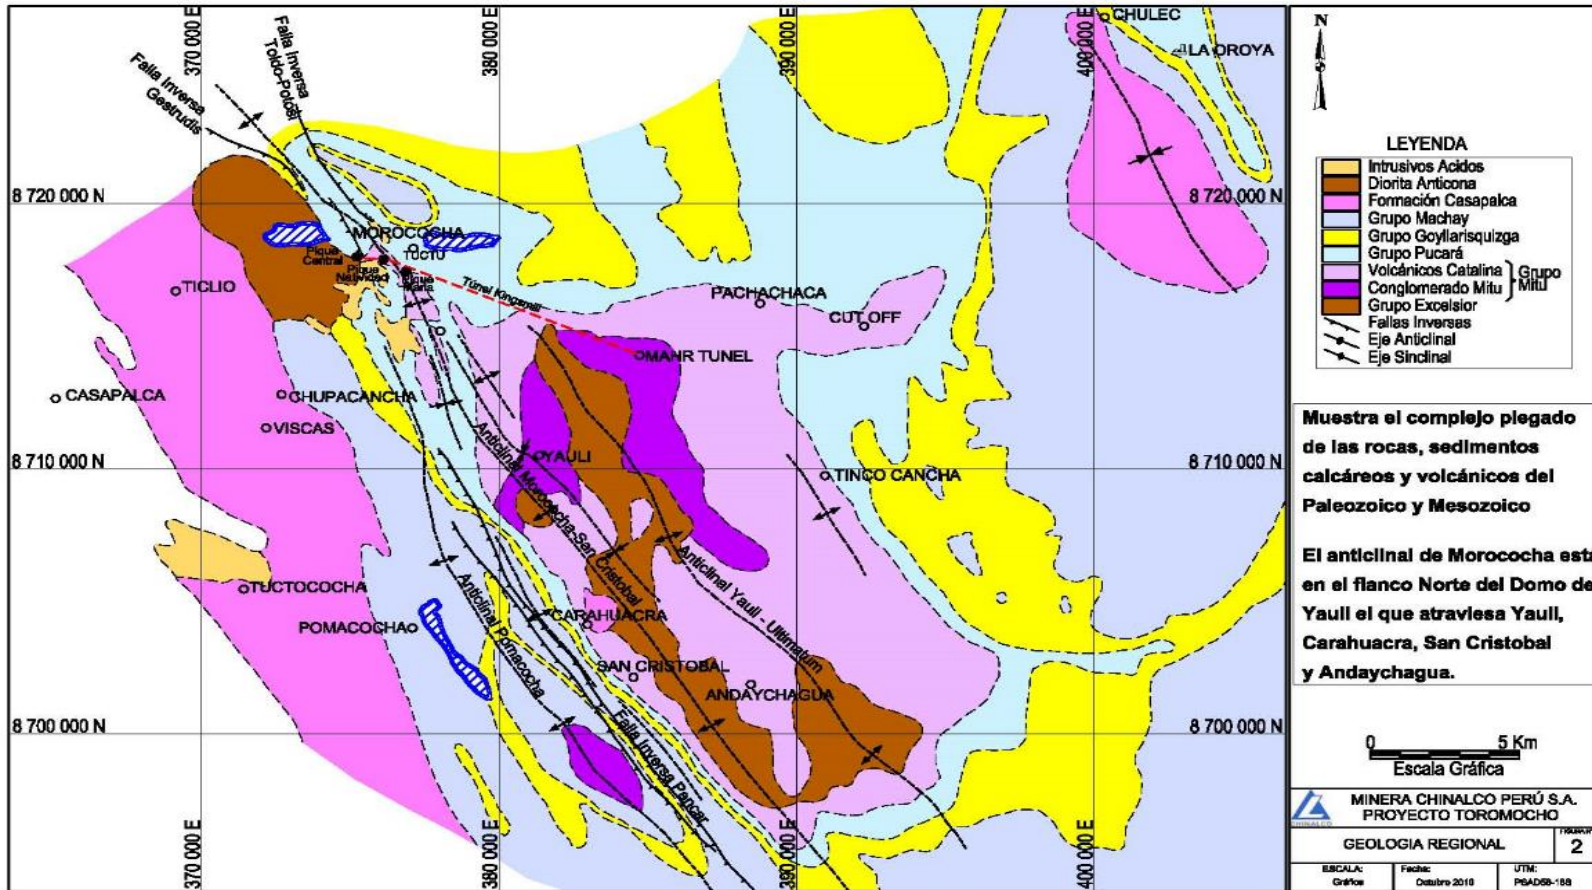 370 000 E
380 000 E
390 000 E
400 000 E
CHULEC
LA OROYA
Falla Inversa
Toldo-Potosi
Falla Inversa
Gestrudis
8 720 000 N
8 720 000 N
MOROCOCHA
TUCTU
Pique
Central
Pique
Natividad
Pique
Maria
Túnel Kingsmill
TICLIO
PACHACHACA
CUT OFF
MAHR TUNEL
CASAPALCA
CHUPACANCHA
VISCAS
8 710 000 N
8 710 000 N
YAULI
TINCO CANCHA
Anticlinal Morococha-San Cristobal
Anticlinal Yauli - Ultimatum
TUCTOCOCHA
POMACOCHA
CARAHUACRA
Anticlinal Pomacocha
SAN CRISTOBAL
ANDAYCHAGUA
8 700 000 N
8 700 000 N
Falla Inversa Pancar
370 000 E
380 000 E
390 000 E
400 000 E
N
LEYENDA
Intrusivos Acidos
Diorita Anticona
Formación Casapalca
Grupo Machay
Grupo Goyllarisquizga
Grupo Pucará
Volcánicos Catalina
Conglomerado Mitu
Grupo
Mitu
Grupo Excelsior
Fallas Inversas
Eje Anticlinal
Eje Sinclinal
Muestra el complejo plegado
de las rocas, sedimentos
calcáreos y volcánicos del
Paleozoico y Mesozoico
El anticlinal de Morococha esta
en el flanco Norte del Domo de
Yauli el que atraviesa Yauli,
Carahuacra, San Cristobal
y Andaychagua.
0 5 Km
Escala Gráfica
CHINALCO
MINERA CHINALCO PERÚ S.A.
PROYECTO TOROMOCHO
GEOLOGIA REGIONAL
2
ESCALA:
Gráfica
Fecha:
Octubre 2010
UTM: